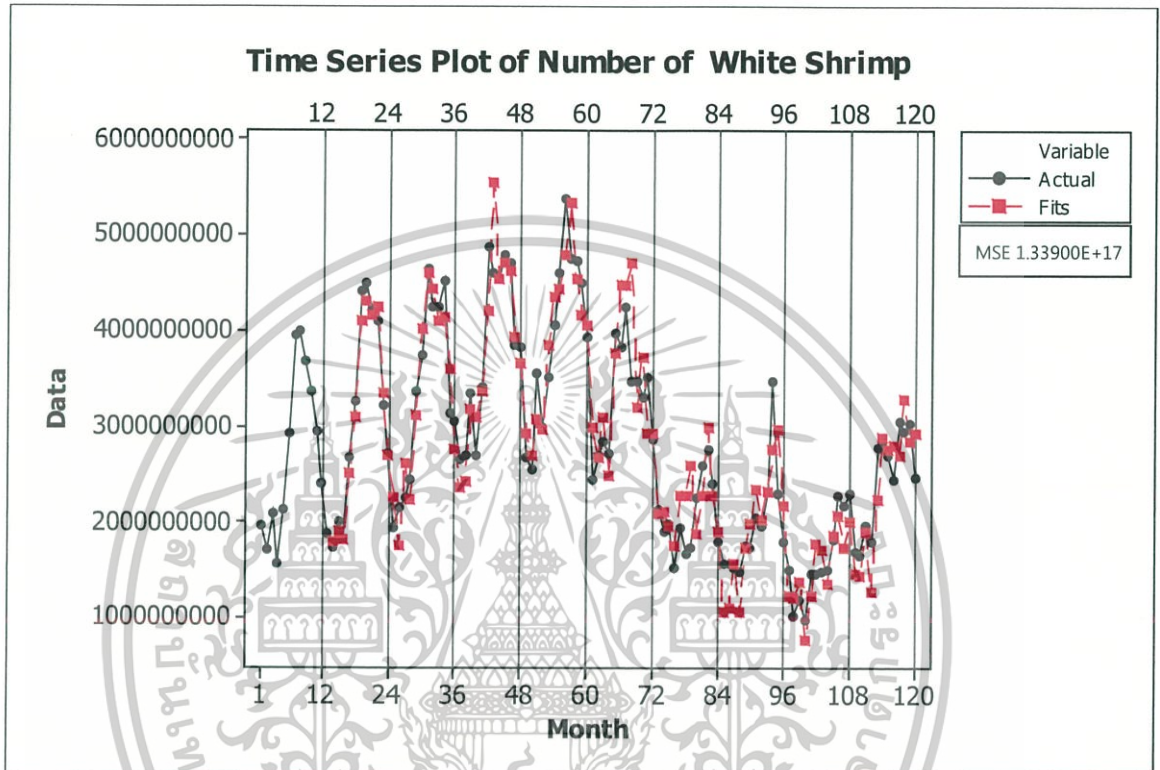 Time Series Plot of Number of White Shrimp
12 24 36 48 60 72 84 96 108 120
6000000000
5000000000
4000000000
3000000000
2000000000
1000000000
Data
1 12 24 36 48 60 72 84 96 108 120
Month
Variable
Actual
Fits
MSE 1.33900E+17